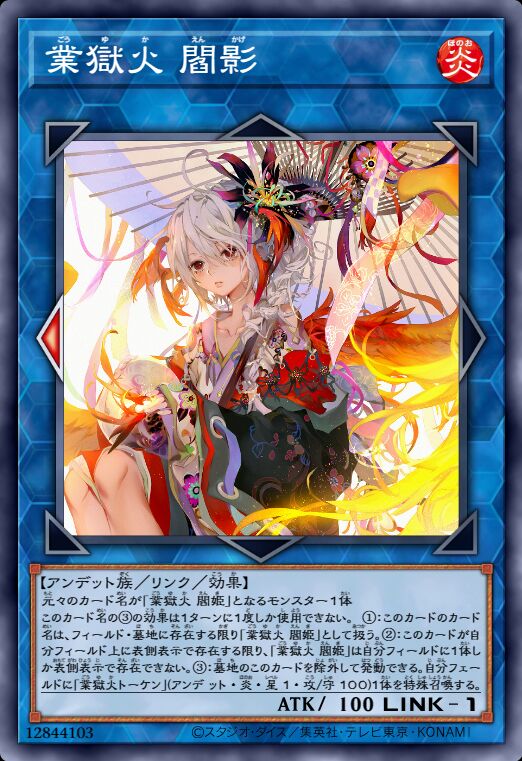 業獄火 閻影
炎
【アンデット族／リンク／効果】
元々のカード名が「業獄火 閻姫」となるモンスター１体
このカード名の③の効果は１ターンに１度しか使用できない。 ①：このカードのカード
名は、フィールド・墓地に存在する限り「業獄火 閻姫」として扱う。②：このカードが自
分フィールド上に表側表示で存在する限り、「業獄火 閻姫」は自分フィールドに１体し
か表側表示で存在できない。③：墓地のこのカードを除外して発動できる。自分フェー
ルドに「業獄火トークン」(アンデット・炎・星 1・攻/守 100)1体を特殊召喚する。
ATK/ 100 LINK－1
12844103
©スタジオ・ダイス／集英社・テレビ東京・KONAMI